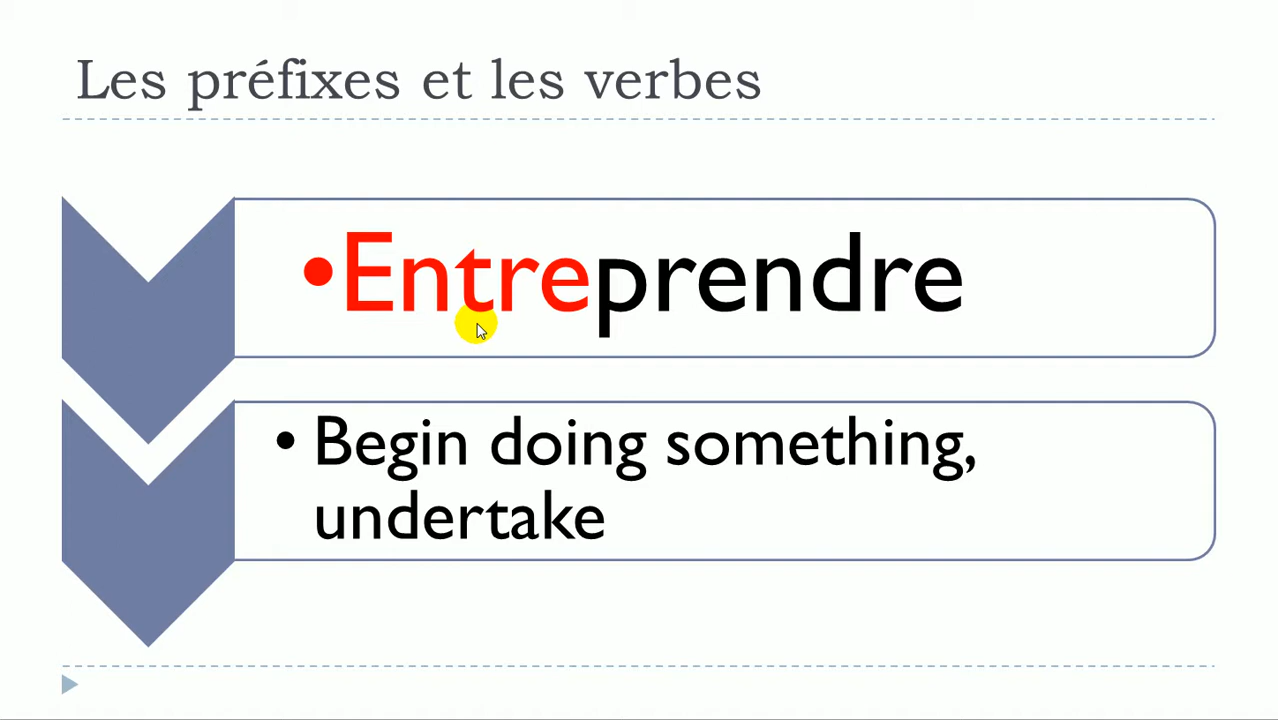 Les préfixes et les verbes
•Entreprendre
• Begin doing something,
undertake